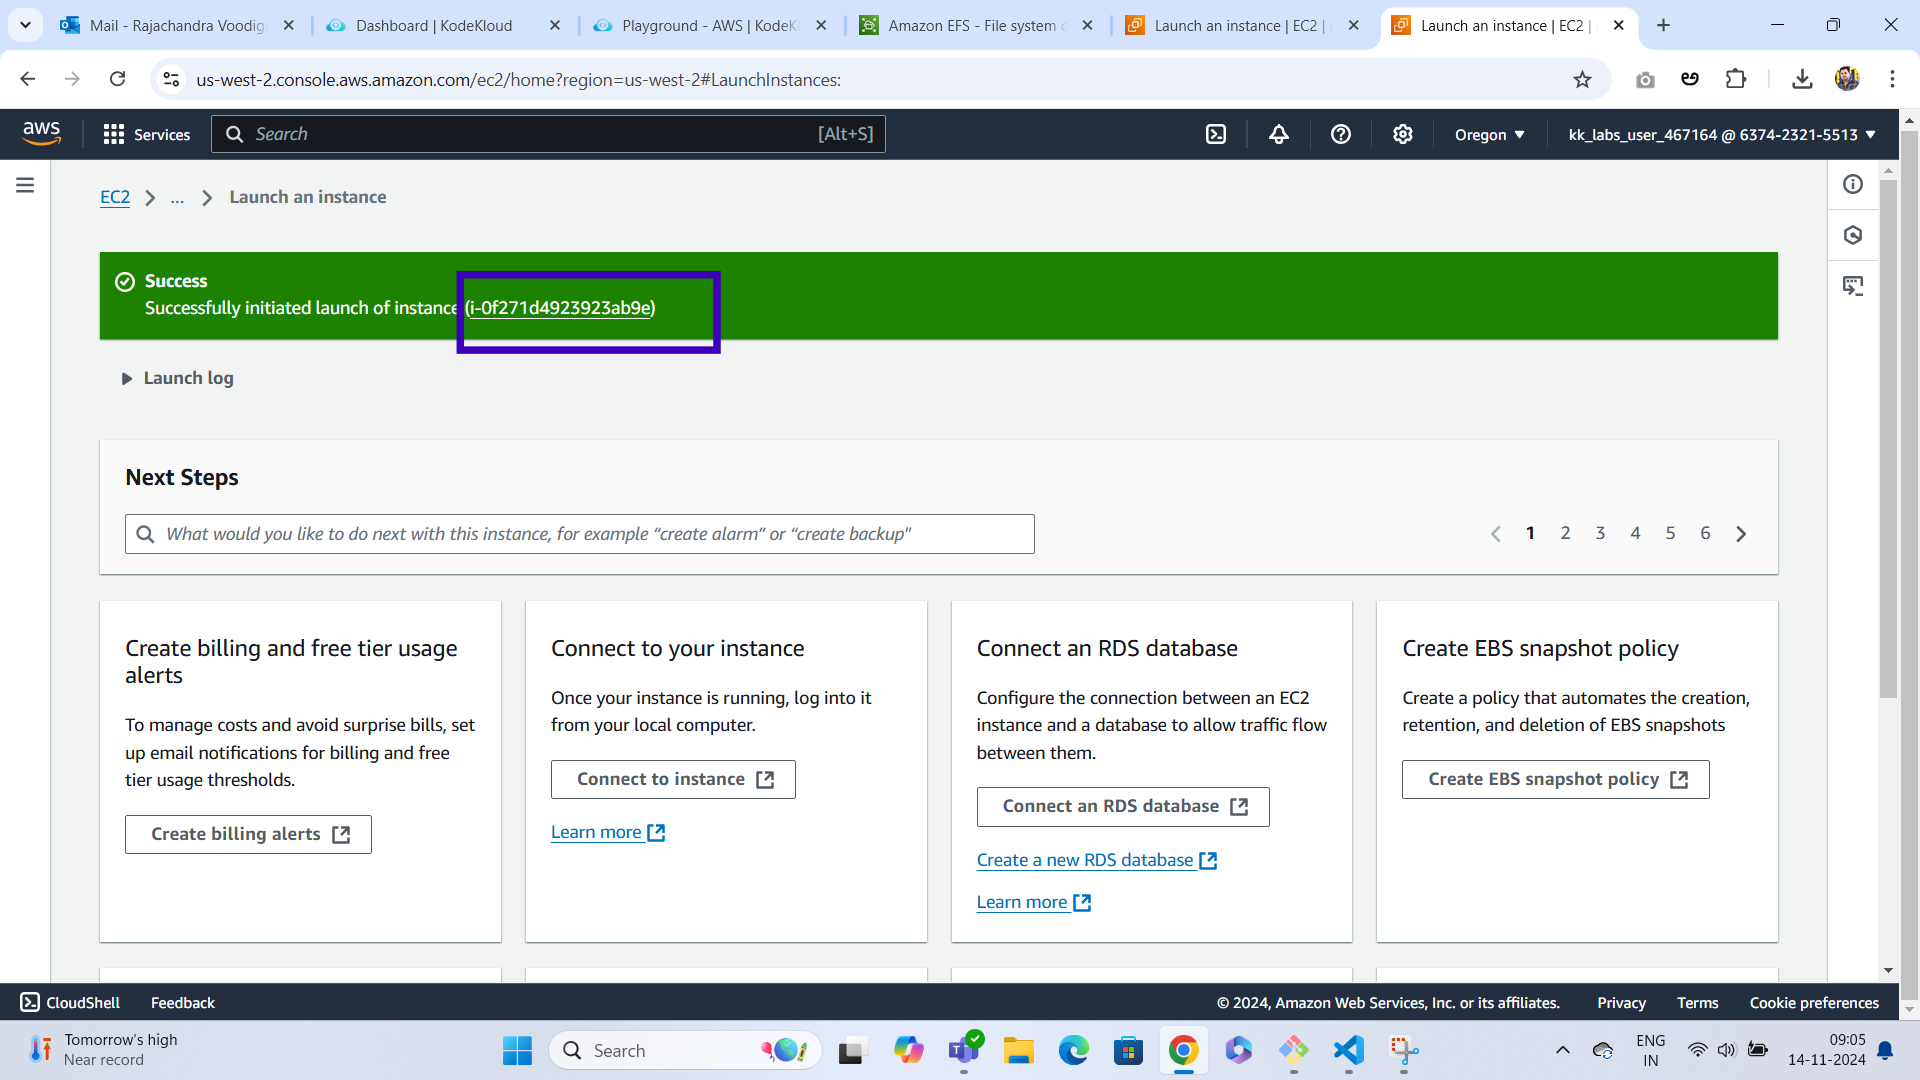 Mail - Rajachandra Voodig
Dashboard | KodeKloud
Playground - AWS | KodeKl
Amazon EFS - File system c
Launch an instance | EC2 |
Launch an instance | EC2 |
us-west-2.console.aws.amazon.com/ec2/home?region=us-west-2#LaunchInstances:
aws
Services
Search
[Alt+S]
Oregon
kk_labs_user_467164 @ 6374-2321-5513
EC2
...
Launch an instance
Success
Successfully initiated launch of instance (i-0f271d4923923ab9e)
Launch log
Next Steps
What would you like to do next with this instance, for example “create alarm” or “create backup"
1 2 3 4 5 6
Create billing and free tier usage
alerts
To manage costs and avoid surprise bills, set
up email notifications for billing and free
tier usage thresholds.
Create billing alerts
Connect to your instance
Once your instance is running, log into it
from your local computer.
Connect to instance
Learn more
Connect an RDS database
Configure the connection between an EC2
instance and a database to allow traffic flow
between them.
Connect an RDS database
Create a new RDS database
Learn more
Create EBS snapshot policy
Create a policy that automates the creation,
retention, and deletion of EBS snapshots
Create EBS snapshot policy
CloudShell
Feedback
© 2024, Amazon Web Services, Inc. or its affiliates.
Privacy
Terms
Cookie preferences
Tomorrow's high
Near record
Search
ENG
IN
09:05
14-11-2024